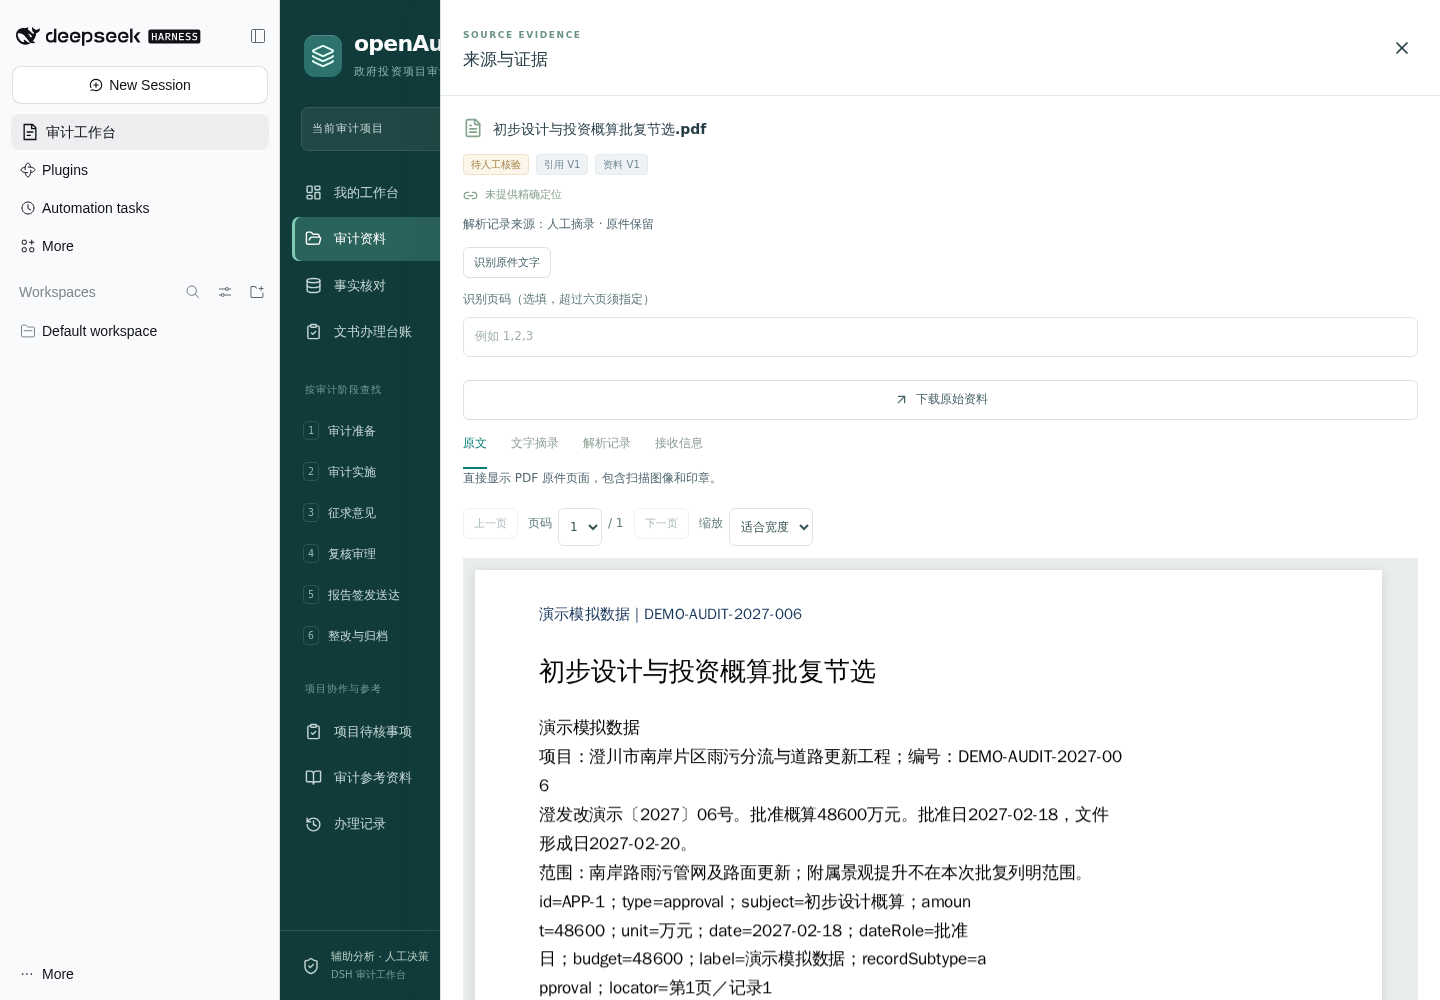 deepseek HARNESS
New Session
审计工作台
Plugins
Automation tasks
More
Workspaces
Default workspace
More
openAu
政府投资项目审
当前审计项目
我的工作台
审计资料
事实核对
文书办理台账
按审计阶段查找
1 审计准备
2 审计实施
3 征求意见
4 复核审理
5 报告签发送达
6 整改与归档
项目协作与参考
项目待核事项
审计参考资料
办理记录
辅助分析 · 人工决策
DSH 审计工作台
SOURCE EVIDENCE
来源与证据
初步设计与投资概算批复节选.pdf
待人工核验 引用 V1 资料 V1
未提供精确定位
解析记录来源：人工摘录 · 原件保留
识别原件文字
识别页码（选填，超过六页须指定）
例如 1,2,3
下载原始资料
原文 文字摘录 解析记录 接收信息
直接显示 PDF 原件页面，包含扫描图像和印章。
上一页 页码 1 / 1 下一页 缩放 适合宽度
演示模拟数据｜DEMO-AUDIT-2027-006
初步设计与投资概算批复节选
演示模拟数据
项目：澄川市南岸片区雨污分流与道路更新工程；编号：DEMO-AUDIT-2027-00
6
澄发改演示〔2027〕06号。批准概算48600万元。批准日2027-02-18，文件
形成日2027-02-20。
范围：南岸路雨污管网及路面更新；附属景观提升不在本次批复列明范围。
id=APP-1；type=approval；subject=初步设计概算；amoun
t=48600；unit=万元；date=2027-02-18；dateRole=批准
日；budget=48600；label=演示模拟数据；recordSubtype=a
pproval；locator=第1页／记录1